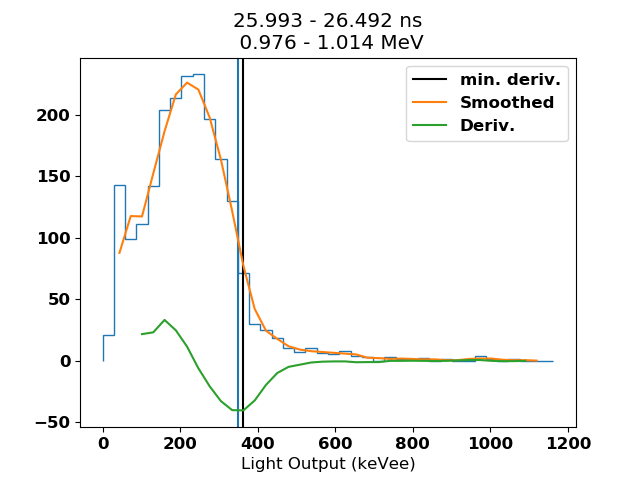 25.993 - 26.492 ns
0.976 - 1.014 MeV
min. deriv.
Smoothed
Deriv.
200
150
100
50
0
−50
0 200 400 600 800 1000 1200
Light Output (keVee)